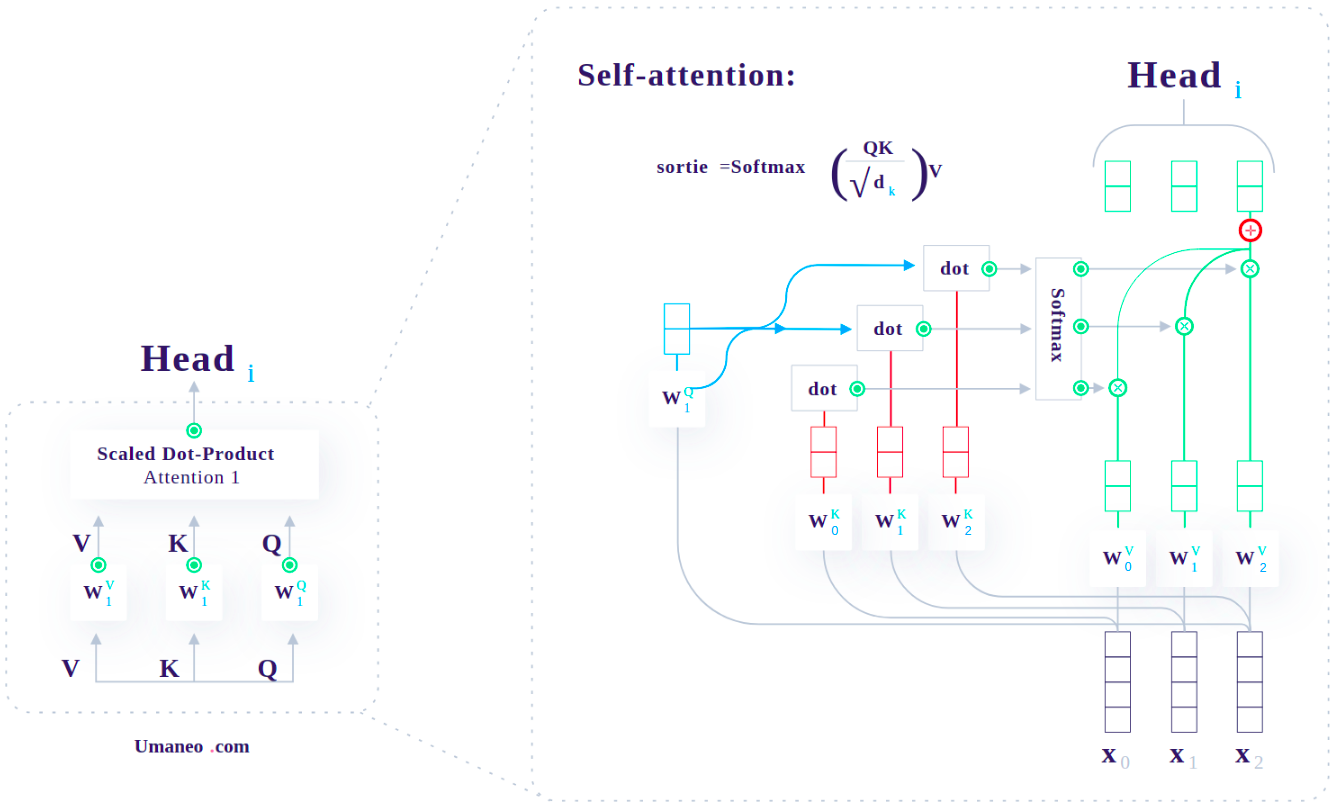 Head i
Scaled Dot-Product
Attention 1
V K Q
W V 1 W K 1 W Q 1
V K Q
Umaneo .com
Self-attention:
Head i
sortie =Softmax ( QK / √ d k ) V
dot
dot
dot
Softmax
W Q 1
W K 0 W K 1 W K 2
W V 0 W V 1 W V 2
x 0 x 1 x 2